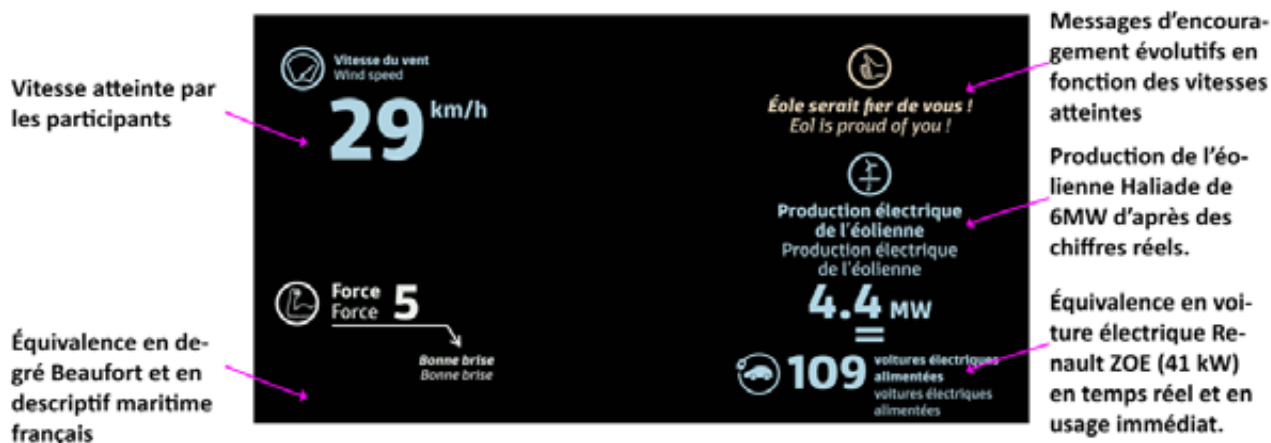 Vitesse atteinte par
les participants
Équivalence en de-
gré Beaufort et en
descriptif maritime
français
Vitesse du vent
Wind speed
29 km/h
Force 5
Force
Bonne brise
Bonne brise
Éole serait fier de vous !
Eol is proud of you !
Production électrique
de l'éolienne
Production électrique
de l'éolienne
4.4 MW
=
109 voitures électriques
alimentées
voitures électriques
alimentées
Messages d'encoura-
gement évolutifs en
fonction des vitesses
atteintes
Production de l'éo-
lienne Haliade de
6MW d'après des
chiffres réels.
Équivalence en voi-
ture électrique Re-
nault ZOE (41 kW)
en temps réel et en
usage immédiat.